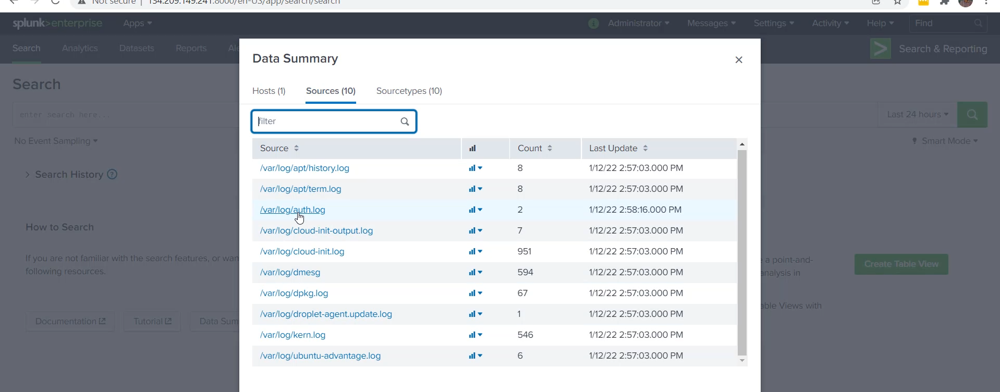 Not secure | 134.209.149.241:8000/en-US/app/search/search
splunk>enterprise Apps
i Administrator Messages Settings Activity Help Find
Search Analytics Datasets Reports
Search & Reporting
Data Summary
Hosts (1) Sources (10) Sourcetypes (10)
filter
Search
enter search here...
Last 24 hours
No Event Sampling
Smart Mode
Source Count Last Update
/var/log/apt/history.log 8 1/12/22 2:57:03.000 PM
/var/log/apt/term.log 8 1/12/22 2:57:03.000 PM
/var/log/auth.log 2 1/12/22 2:58:16.000 PM
/var/log/cloud-init-output.log 7 1/12/22 2:57:03.000 PM
/var/log/cloud-init.log 951 1/12/22 2:57:03.000 PM
/var/log/dmesg 594 1/12/22 2:57:03.000 PM
/var/log/dpkg.log 67 1/12/22 2:57:03.000 PM
/var/log/droplet-agent.update.log 1 1/12/22 2:57:03.000 PM
/var/log/kern.log 546 1/12/22 2:57:03.000 PM
/var/log/ubuntu-advantage.log 6 1/12/22 2:57:03.000 PM
> Search History ?
How to Search
If you are not familiar with the search features, or wan
following resources.
Documentation Tutorial Data Sum
a point-and-
analysis in
Create Table View
able Views with